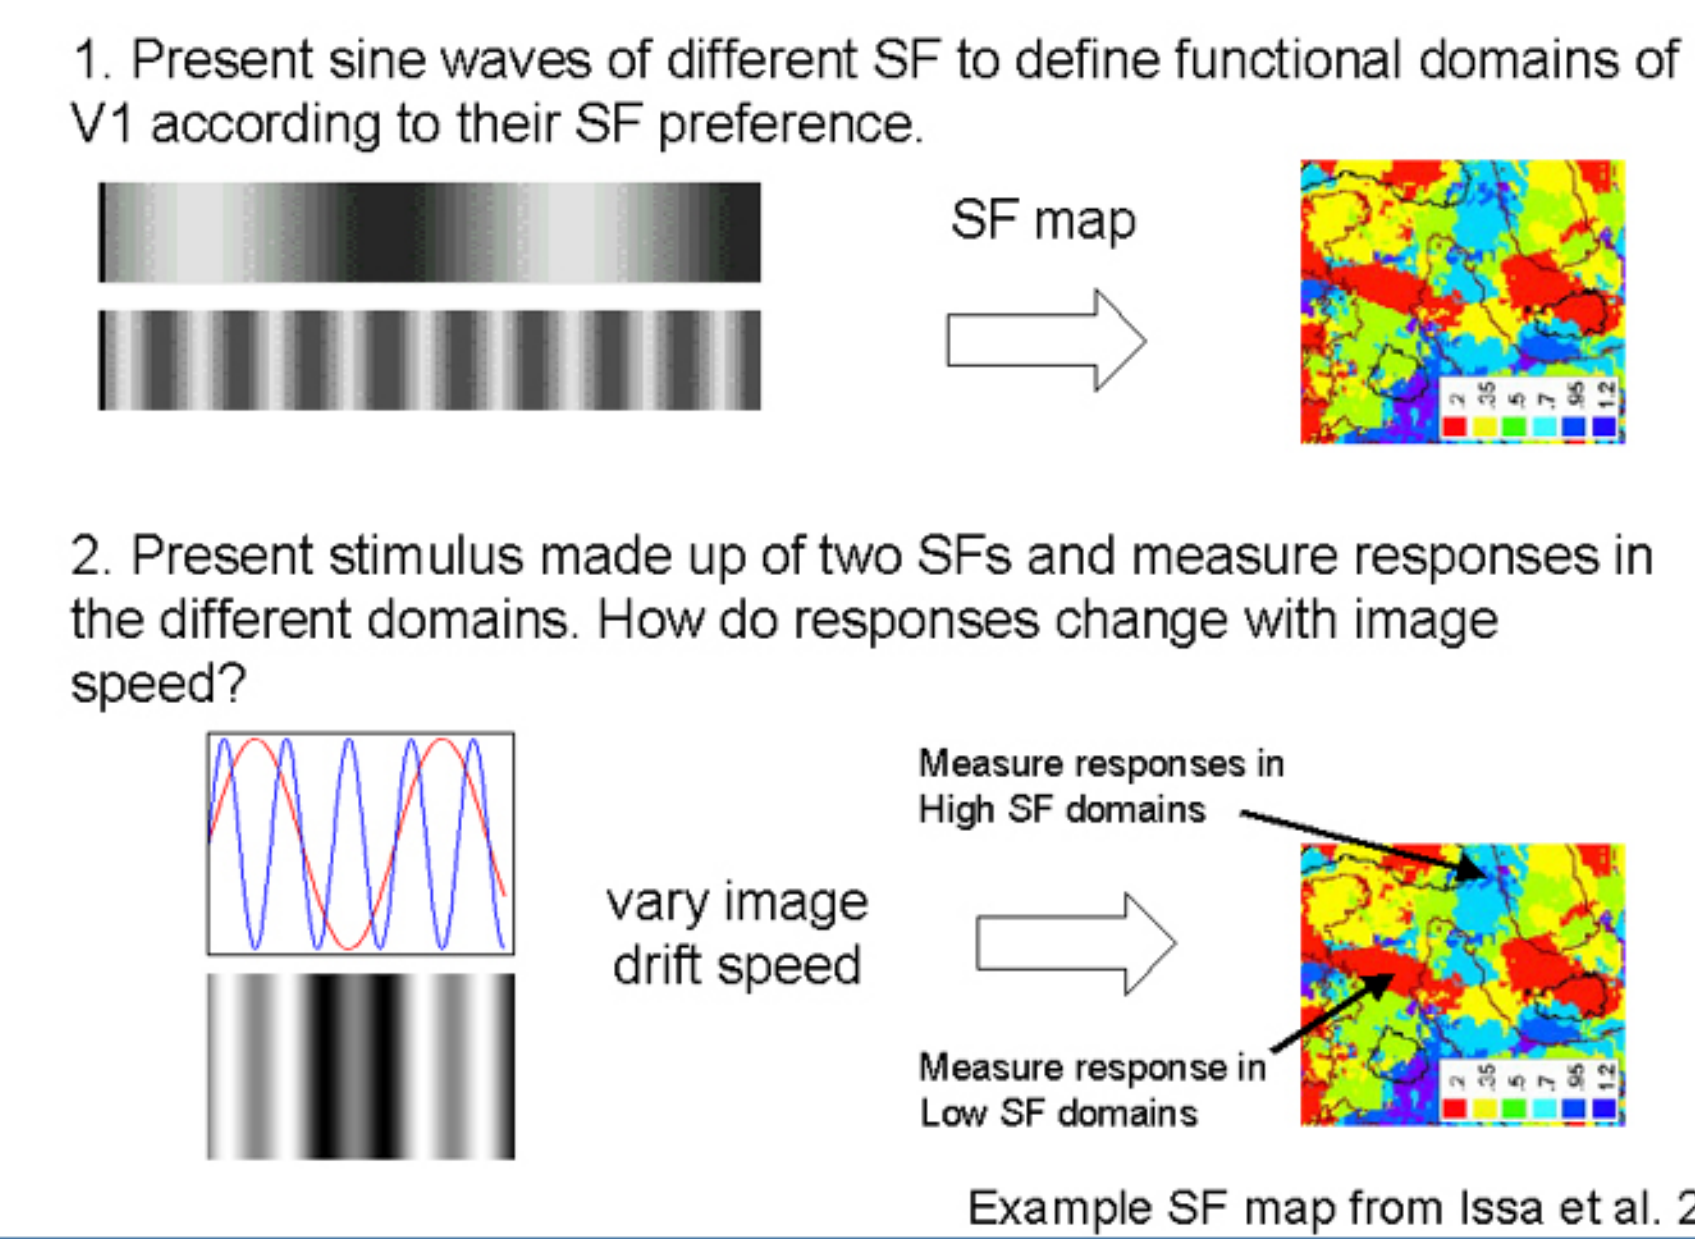 1. Present sine waves of different SF to define functional domains of
V1 according to their SF preference.
SF map
.2 .35 .5 .7 .95 1.2
2. Present stimulus made up of two SFs and measure responses in
the different domains. How do responses change with image
speed?
Measure responses in
High SF domains
vary image
drift speed
Measure response in
Low SF domains
.2 .35 .5 .7 .95 1.2
Example SF map from Issa et al. 2